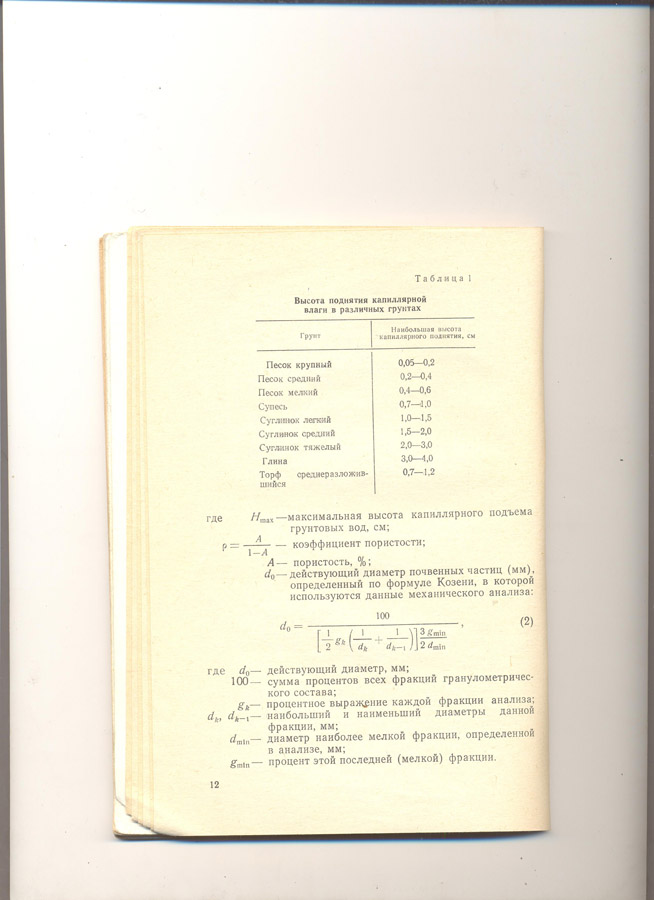 Таблица 1
Высота поднятия капиллярной
влаги в различных грунтах
Грунт
Наибольшая высота
капиллярного поднятия, см
Песок крупный 0,05—0,2
Песок средний 0,2—0,4
Песок мелкий 0,4—0,6
Супесь 0,7—1,0
Суглинок легкий 1,0—1,5
Суглинок средний 1,5—2,0
Суглинок тяжелый 2,0—3,0
Глина 3,0—4,0
Торф среднеразложив- 0,7—1,2
шийся
где Hmax—максимальная высота капиллярного подъема
грунтовых вод, см;
p = A/(1—A) — коэффициент пористости;
A— пористость, %;
d₀—действующий диаметр почвенных частиц (мм),
определенный по формуле Козени, в которой
используются данные механического анализа:
d₀ = 100 / [1/2 gk (1/dk + 1/dk—1)] 3 gmin / 2 dmin , (2)
где d₀— действующий диаметр, мм;
100— сумма процентов всех фракций гранулометричес-
кого состава;
gk— процентное выражение каждой фракции анализа;
dk, dk—1— наибольший и наименьший диаметры данной
фракции, мм;
dmin— диаметр наиболее мелкой фракции, определенной
в анализе, мм;
gmin— процент этой последней (мелкой) фракции.
12